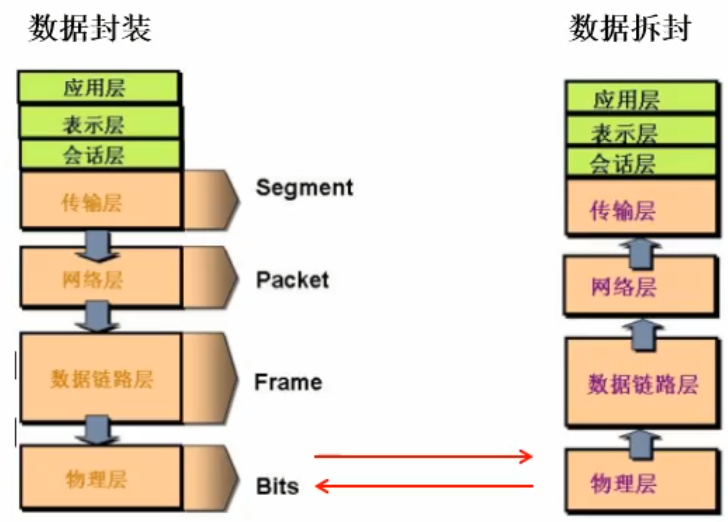 数据封装
应用层
表示层
会话层
传输层
Segment
网络层
Packet
数据链路层
Frame
物理层
Bits
数据拆封
应用层
表示层
会话层
传输层
网络层
数据链路层
物理层